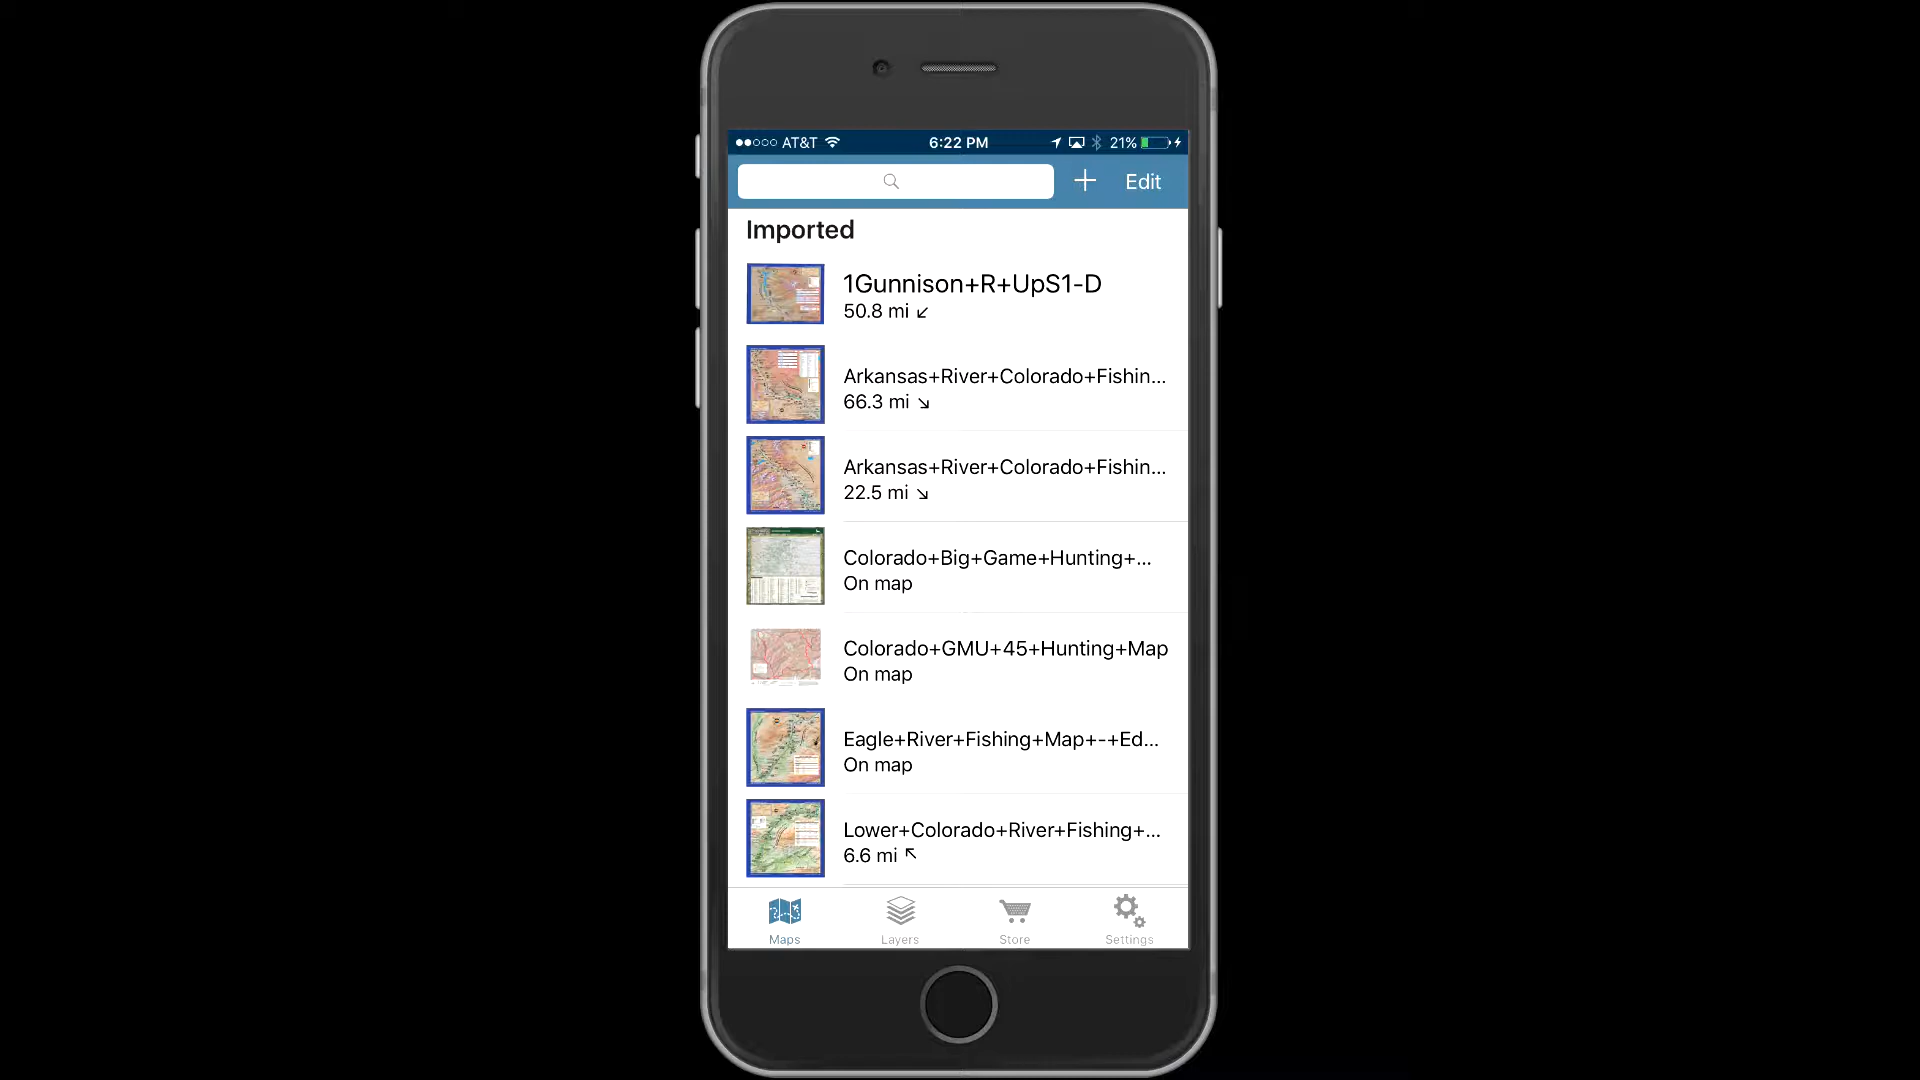 AT&T 6:22 PM 21%
Edit
Imported
1Gunnison+R+UpS1-D
50.8 mi ↙
Arkansas+River+Colorado+Fishin...
66.3 mi ↘
Arkansas+River+Colorado+Fishin...
22.5 mi ↘
Colorado+Big+Game+Hunting+...
On map
Colorado+GMU+45+Hunting+Map
On map
Eagle+River+Fishing+Map+-+Ed...
On map
Lower+Colorado+River+Fishing+...
6.6 mi ↖
Maps Layers Store Settings